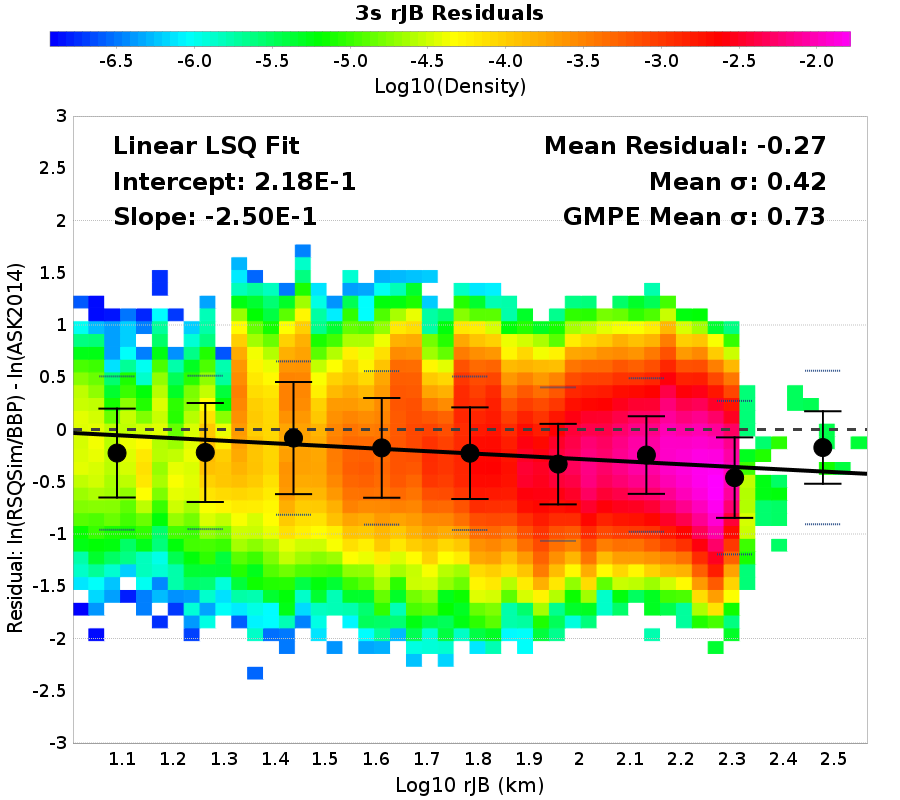 3s rJB Residuals
-6.5 -6.0 -5.5 -5.0 -4.5 -4.0 -3.5 -3.0 -2.5 -2.0
Log10(Density)
Linear LSQ Fit
Intercept: 2.18E-1
Slope: -2.50E-1
Mean Residual: -0.27
Mean σ: 0.42
GMPE Mean σ: 0.73
Residual: ln(RSQSim/BBP) - ln(ASK2014)
3
2.5
2
1.5
1
0.5
0
-0.5
-1
-1.5
-2
-2.5
-3
1.1 1.2 1.3 1.4 1.5 1.6 1.7 1.8 1.9 2 2.1 2.2 2.3 2.4 2.5
Log10 rJB (km)